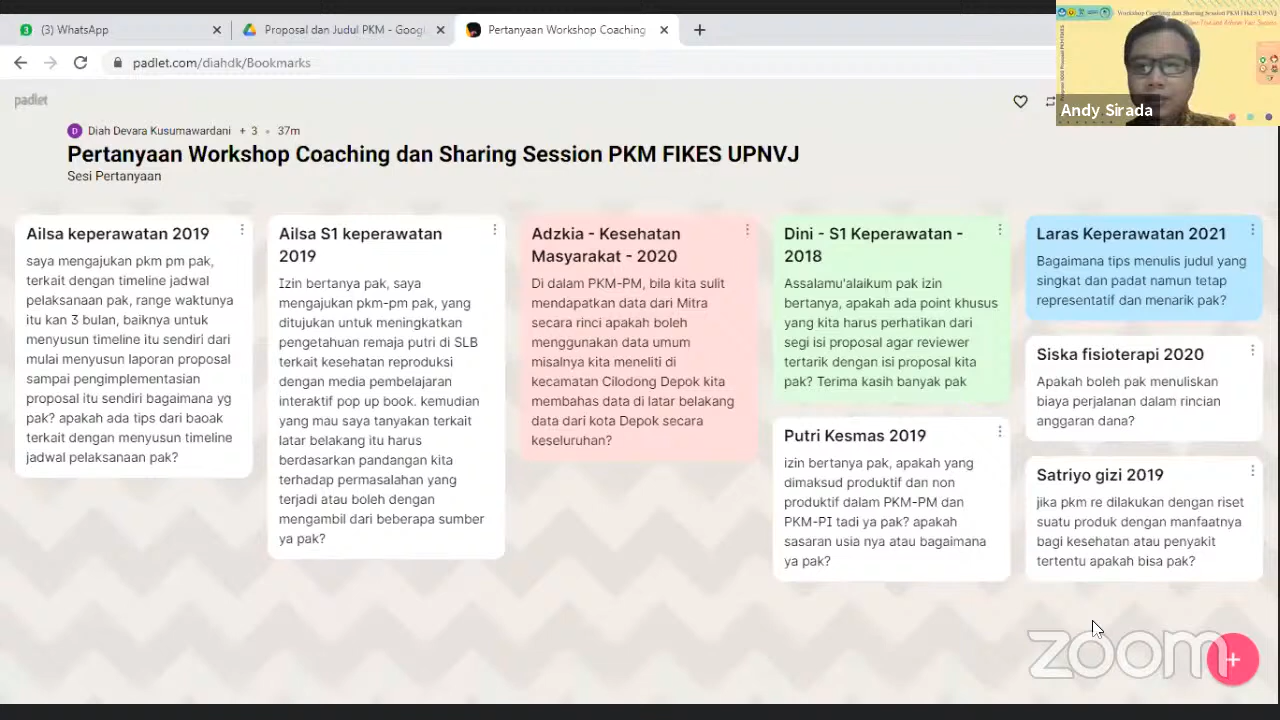 (3) WhatsApp
Proposal dan Judul PKM - Googl
Pertanyaan Workshop Coaching
padlet.com/diahdk/Bookmarks
Workshop Coaching dan Sharing Session PKM FIKES UPNVJ
Andy Sirada
padlet
D Diah Devara Kusumawardani + 3 • 37m
Pertanyaan Workshop Coaching dan Sharing Session PKM FIKES UPNVJ
Sesi Pertanyaan
Ailsa keperawatan 2019
saya mengajukan pkm pm pak,
terkait dengan timeline jadwal
pelaksanaan pak, range waktunya
itu kan 3 bulan, baiknya untuk
menyusun timeline itu sendiri dari
mulai menyusun laporan proposal
sampai pengimplementasian
proposal itu sendiri bagaimana yg
pak? apakah ada tips dari baoak
terkait dengan menyusun timeline
jadwal pelaksanaan pak?
Ailsa S1 keperawatan
2019
Izin bertanya pak, saya
mengajukan pkm-pm pak, yang
ditujukan untuk meningkatkan
pengetahuan remaja putri di SLB
terkait kesehatan reproduksi
dengan media pembelajaran
interaktif pop up book. kemudian
yang mau saya tanyakan terkait
latar belakang itu harus
berdasarkan pandangan kita
terhadap permasalahan yang
terjadi atau boleh dengan
mengambil dari beberapa sumber
ya pak?
Adzkia - Kesehatan
Masyarakat - 2020
Di dalam PKM-PM, bila kita sulit
mendapatkan data dari Mitra
secara rinci apakah boleh
menggunakan data umum
misalnya kita meneliti di
kecamatan Cilodong Depok kita
membahas data di latar belakang
data dari kota Depok secara
keseluruhan?
Dini - S1 Keperawatan -
2018
Assalamu'alaikum pak izin
bertanya, apakah ada point khusus
yang kita harus perhatikan dari
segi isi proposal agar reviewer
tertarik dengan isi proposal kita
pak? Terima kasih banyak pak
Putri Kesmas 2019
izin bertanya pak, apakah yang
dimaksud produktif dan non
produktif dalam PKM-PM dan
PKM-PI tadi ya pak? apakah
sasaran usia nya atau bagaimana
ya pak?
Laras Keperawatan 2021
Bagaimana tips menulis judul yang
singkat dan padat namun tetap
representatif dan menarik pak?
Siska fisioterapi 2020
Apakah boleh pak menuliskan
biaya perjalanan dalam rincian
anggaran dana?
Satriyo gizi 2019
jika pkm re dilakukan dengan riset
suatu produk dengan manfaatnya
bagi kesehatan atau penyakit
tertentu apakah bisa pak?
zoom